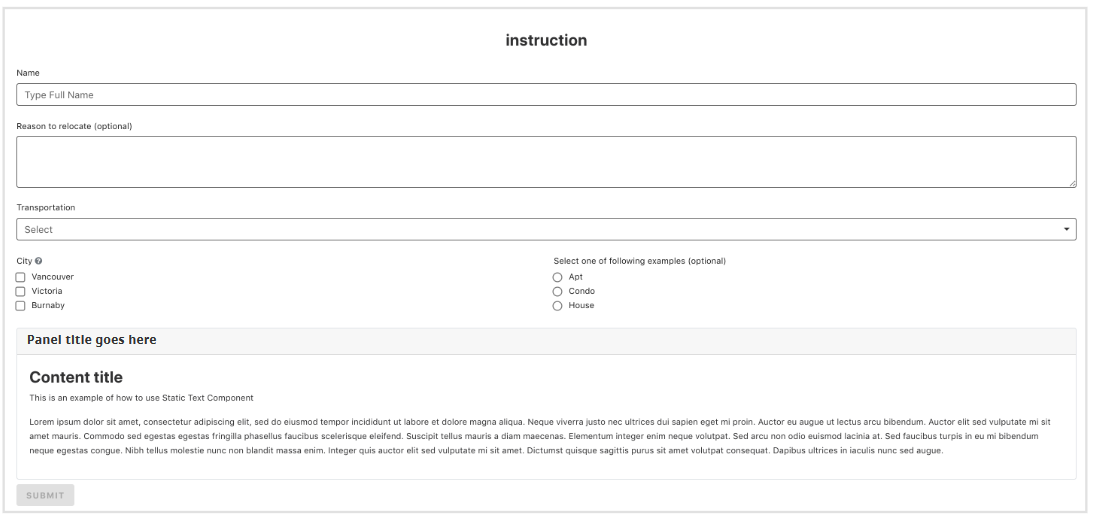 instruction
Name
Type Full Name
Reason to relocate (optional)
Transportation
Select
City
Vancouver
Victoria
Burnaby
Select one of following examples (optional)
Apt
Condo
House
Panel title goes here
Content title
This is an example of how to use Static Text Component
Lorem ipsum dolor sit amet, consectetur adipiscing elit, sed do eiusmod tempor incididunt ut labore et dolore magna aliqua. Neque viverra justo nec ultrices dui sapien eget mi proin. Auctor eu augue ut lectus arcu bibendum. Auctor elit sed vulputate mi sit
amet mauris. Commodo sed egestas egestas fringilla phasellus faucibus scelerisque eleifend. Suscipit tellus mauris a diam maecenas. Elementum integer enim neque volutpat. Sed arcu non odio euismod lacinia at. Sed faucibus turpis in eu mi bibendum
neque egestas congue. Nibh tellus molestie nunc non blandit massa enim. Integer quis auctor elit sed vulputate mi sit amet. Dictumst quisque sagittis purus sit amet volutpat consequat. Dapibus ultrices in iaculis nunc sed augue.
SUBMIT